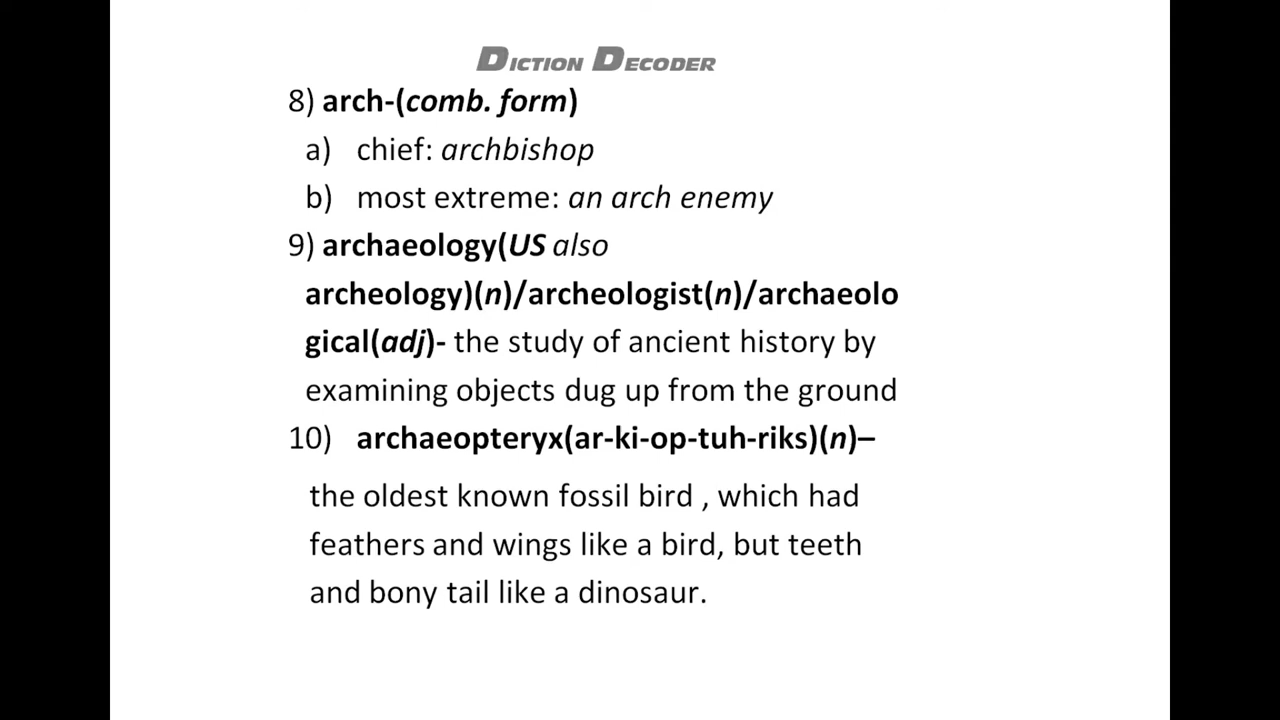 DICTION DECODER
8) arch-(comb. form)
a) chief: archbishop
b) most extreme: an arch enemy
9) archaeology(US also
archeology)(n)/archeologist(n)/archaeolo
gical(adj)- the study of ancient history by
examining objects dug up from the ground
10) archaeopteryx(ar-ki-op-tuh-riks)(n)–
the oldest known fossil bird , which had
feathers and wings like a bird, but teeth
and bony tail like a dinosaur.